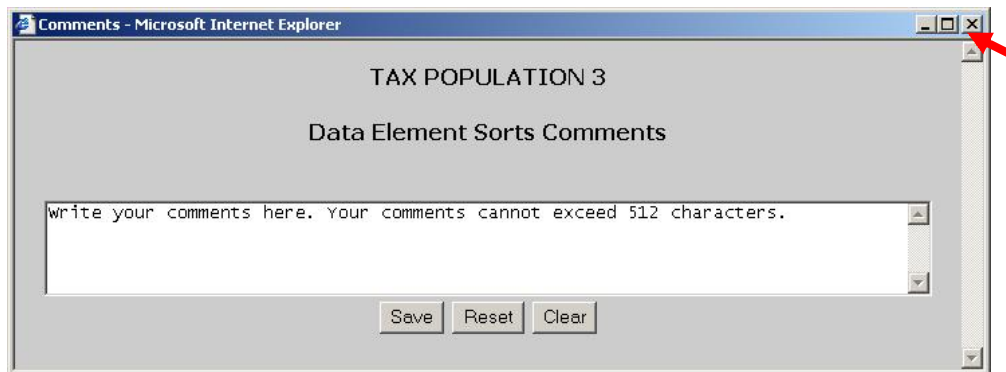 Comments - Microsoft Internet Explorer
TAX POPULATION 3
Data Element Sorts Comments
Write your comments here. Your comments cannot exceed 512 characters.
Save Reset Clear